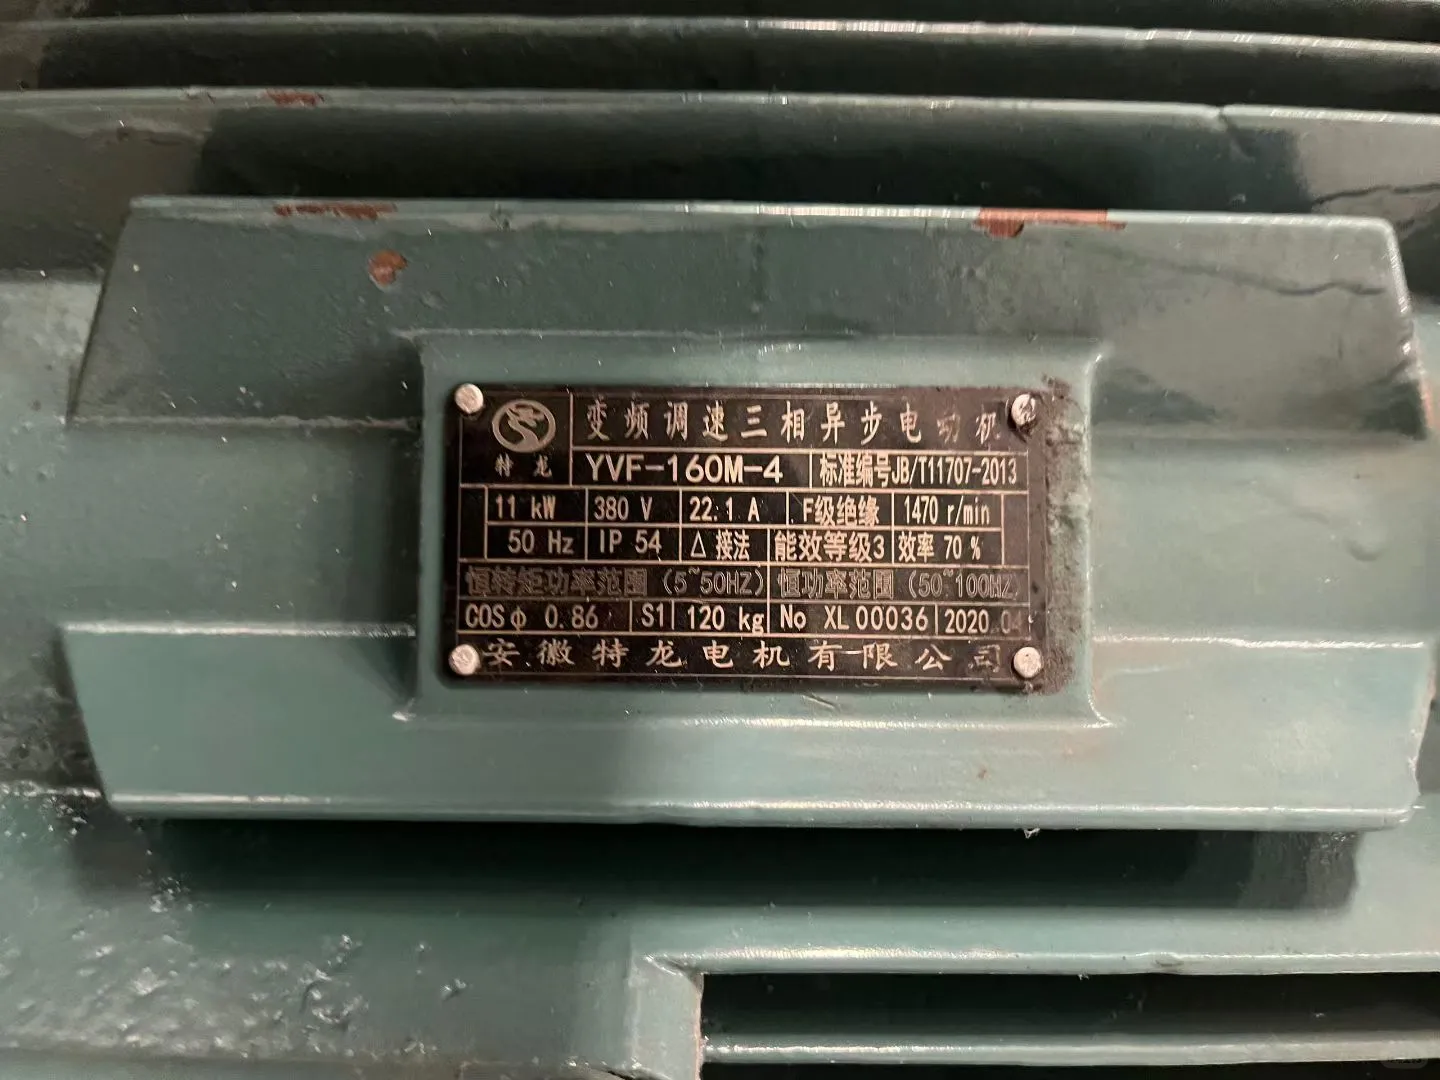 变频调速三相异步电动机
特龙 YVF-160M-4 标准编号JB/T11707-2013
11 kW 380 V 22.1 A F级绝缘 1470 r/min
50 Hz IP 54 △ 接法 能效等级3 效率 70 %
恒转矩功率范围（5~50HZ）恒功率范围（50~100HZ）
COSφ 0.86 S1 120 kg No XL00036 2020.04
安徽特龙电机有限公司